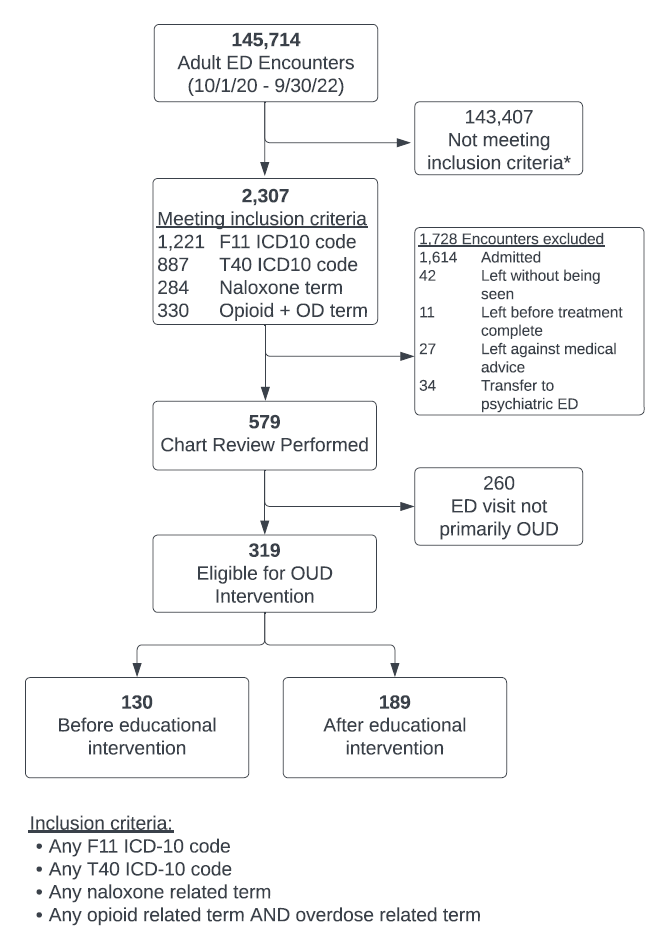 145,714
Adult ED Encounters
(10/1/20 - 9/30/22)
143,407
Not meeting
inclusion criteria*
2,307
Meeting inclusion criteria
1,221 F11 ICD10 code
887 T40 ICD10 code
284 Naloxone term
330 Opioid + OD term
1,728 Encounters excluded
1,614 Admitted
42 Left without being
seen
11 Left before treatment
complete
27 Left against medical
advice
34 Transfer to
psychiatric ED
579
Chart Review Performed
260
ED visit not
primarily OUD
319
Eligible for OUD
Intervention
130
Before educational
intervention
189
After educational
intervention
Inclusion criteria:
• Any F11 ICD-10 code
• Any T40 ICD-10 code
• Any naloxone related term
• Any opioid related term AND overdose related term